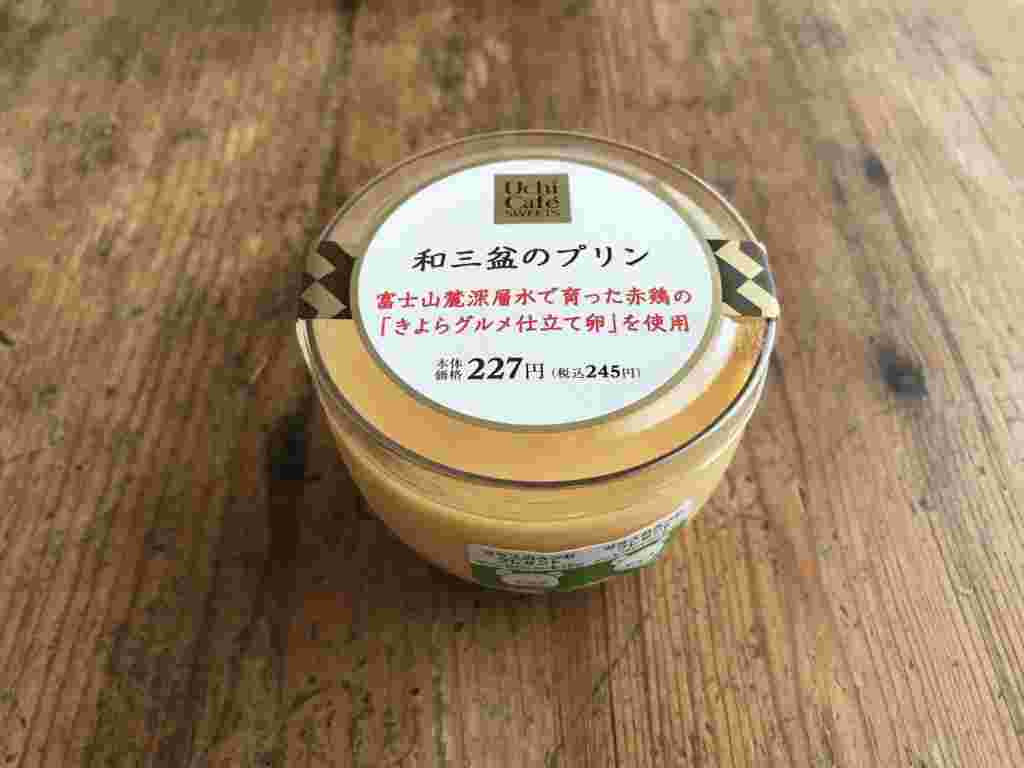 Uchi
Café
SWEETS
和三盆のプリン
富士山麓深層水で育った赤鶏の
「きよらグルメ仕立て卵」を使用
本体
価格 227円（税込245円）